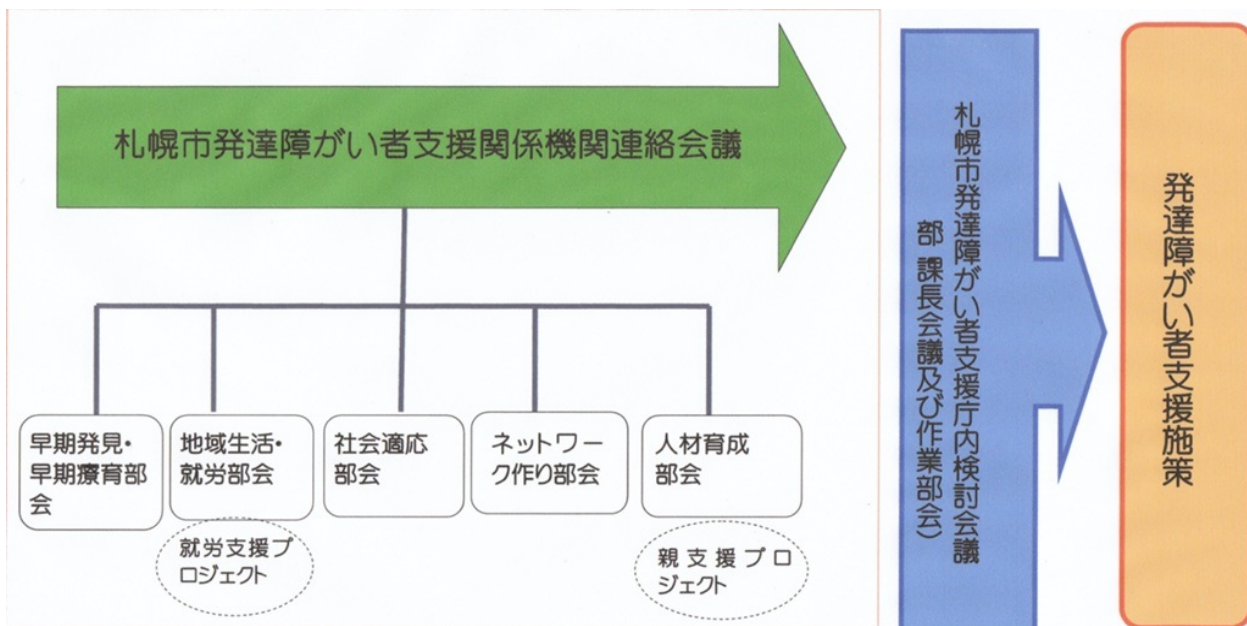 札幌市発達障がい者支援関係機関連絡会議
早期発見・
早期療育部
会
地域生活・
就労部会
社会適応
部会
ネットワー
ク作り部会
人材育成
部会
就労支援プ
ロジェクト
親支援プロ
ジェクト
札幌市発達障がい者支援庁内検討会議
部 課長会議及び作業部会）
発達障がい者支援施策